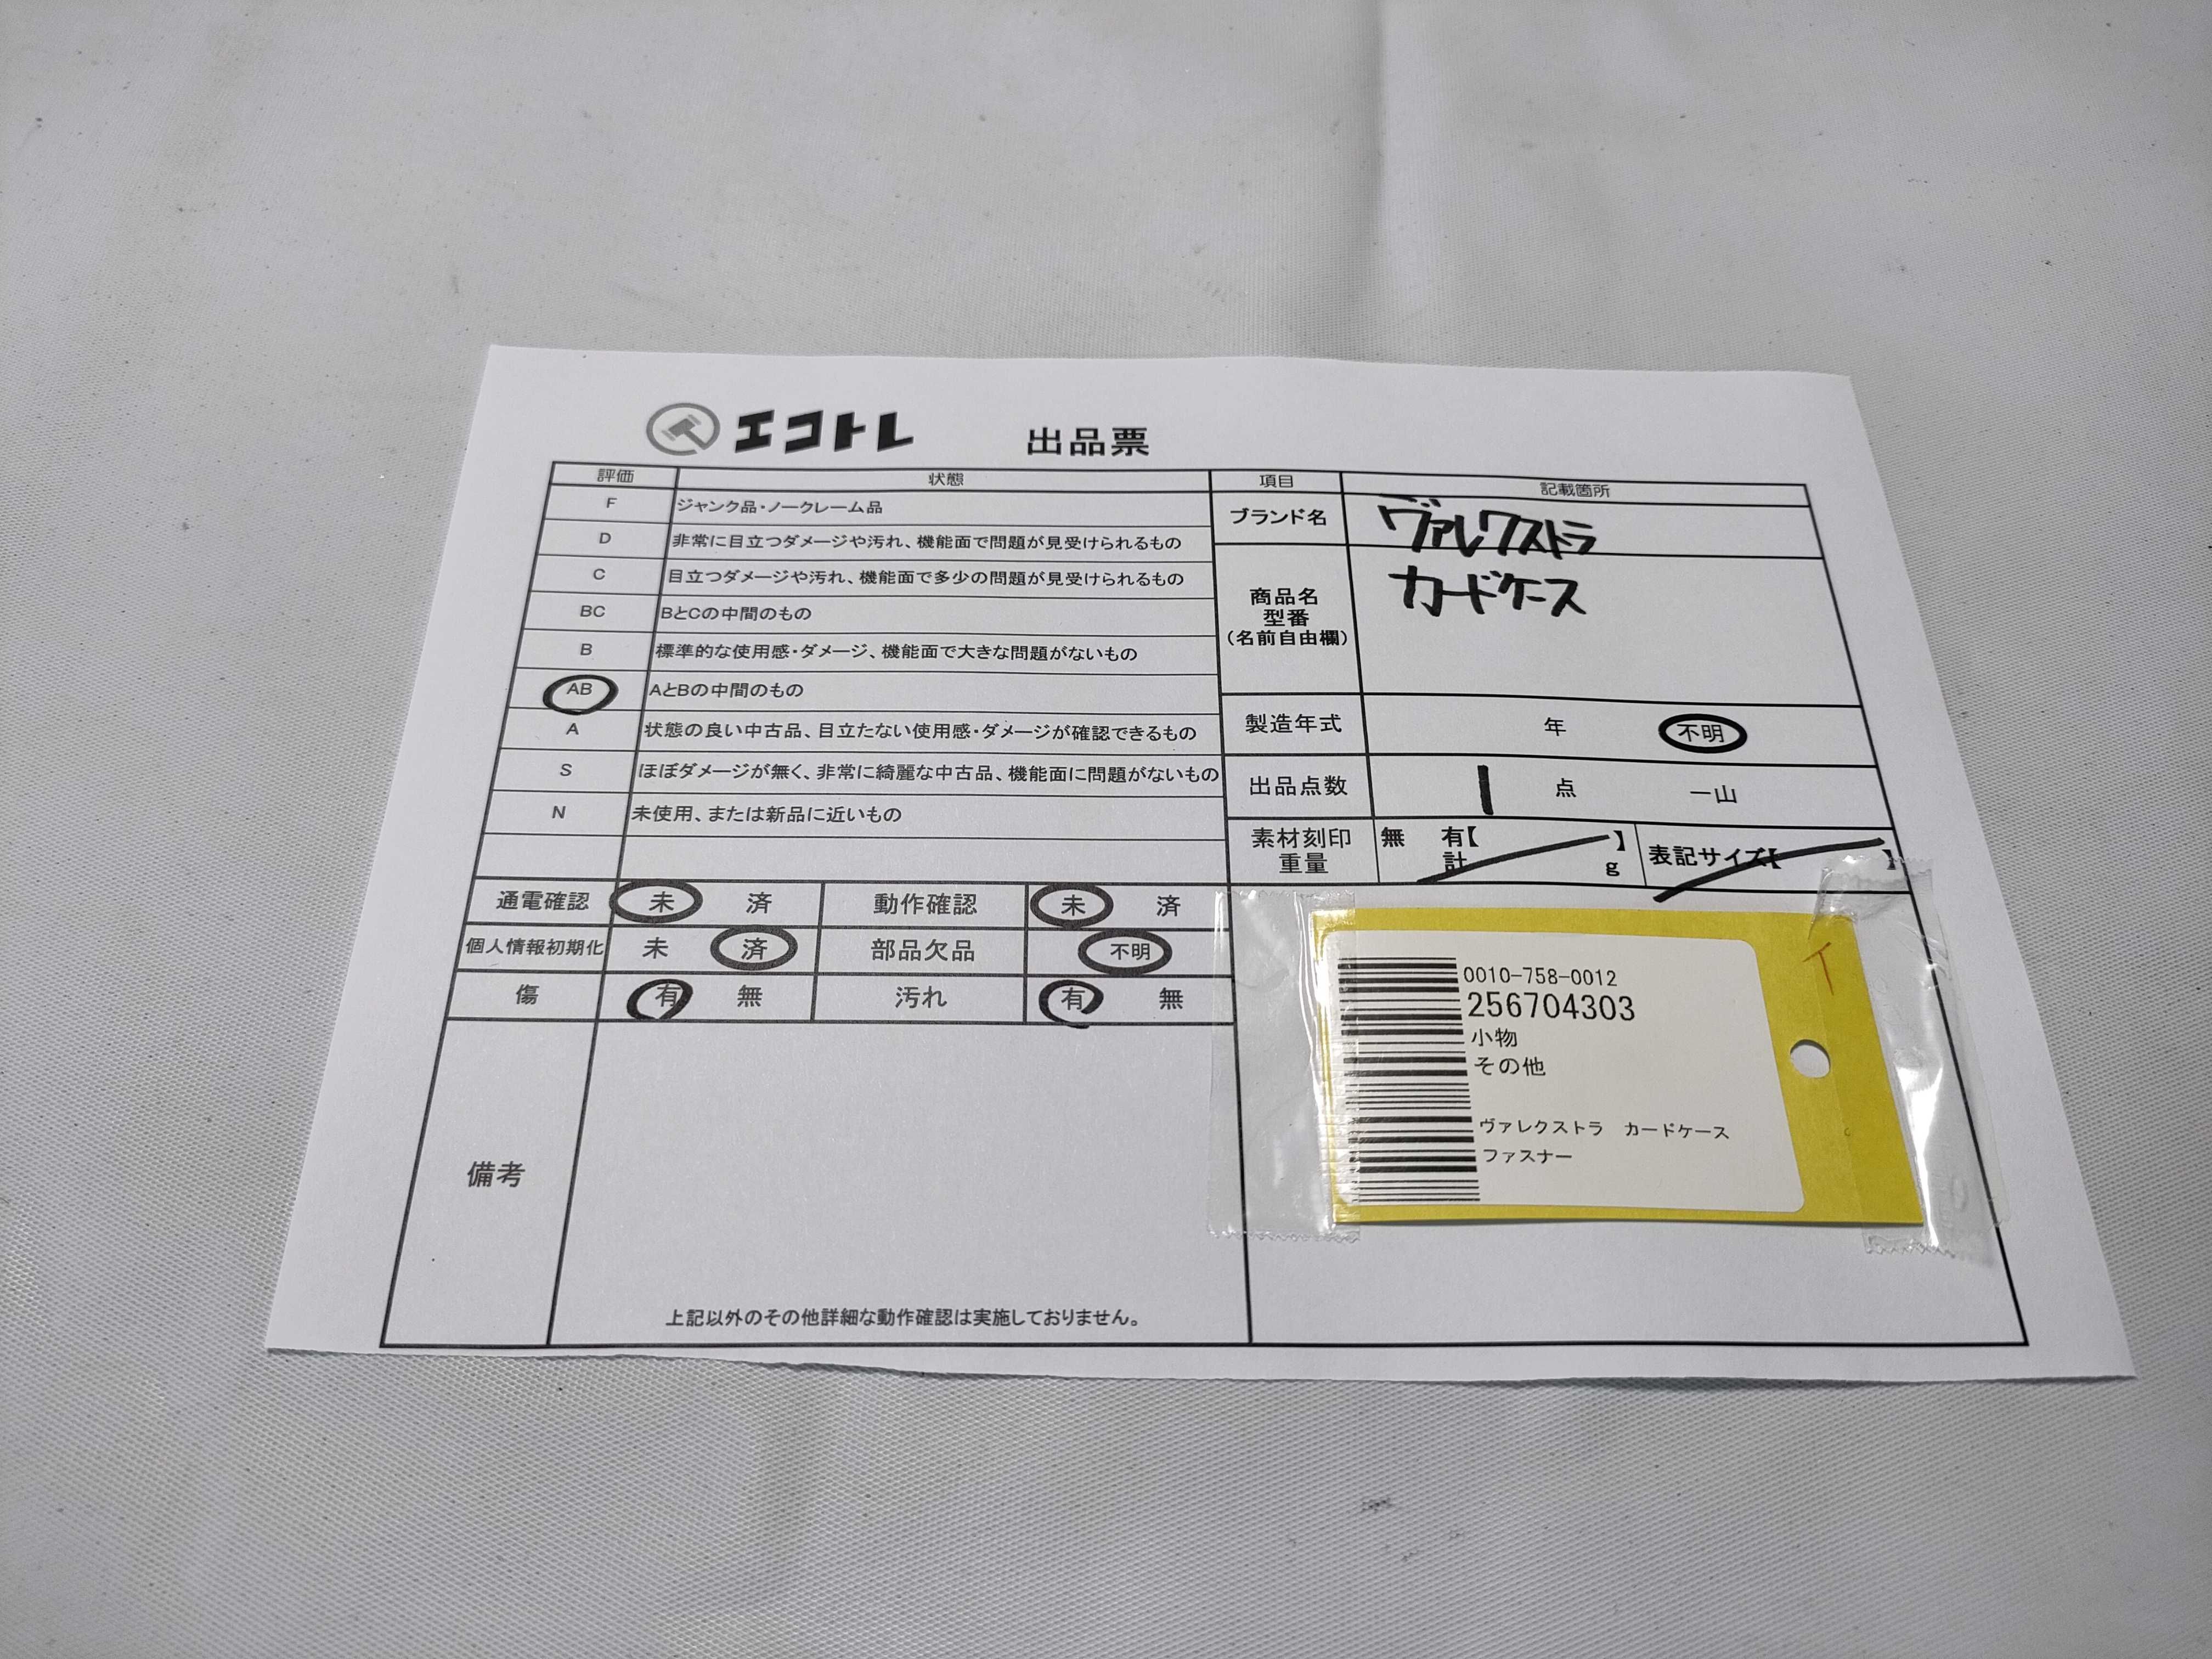 エコトレ 出品票
評価 状態
F ジャンク品・ノークレーム品
D 非常に目立つダメージや汚れ、機能面で問題が見受けられるもの
C 目立つダメージや汚れ、機能面で多少の問題が見受けられるもの
BC BとCの中間のもの
B 標準的な使用感・ダメージ、機能面で大きな問題がないもの
AB AとBの中間のもの
A 状態の良い中古品、目立たない使用感・ダメージが確認できるもの
S ほぼダメージが無く、非常に綺麗な中古品、機能面に問題がないもの
N 未使用、または新品に近いもの
項目 記載箇所
ブランド名 ヴァレクストラ
商品名
型番
(名前自由欄)
カードケース
製造年式 年 不明
出品点数 1 点 一山
素材刻印 無 有【 】
重量 計 g
表記サイズ【 】
通電確認 未 済 動作確認 未 済
個人情報初期化 未 済 部品欠品 不明
傷 有 無 汚れ 有 無
備考
上記以外のその他詳細な動作確認は実施しておりません。
0010-758-0012
256704303
小物
その他
ヴァレクストラ カードケース
ファスナー